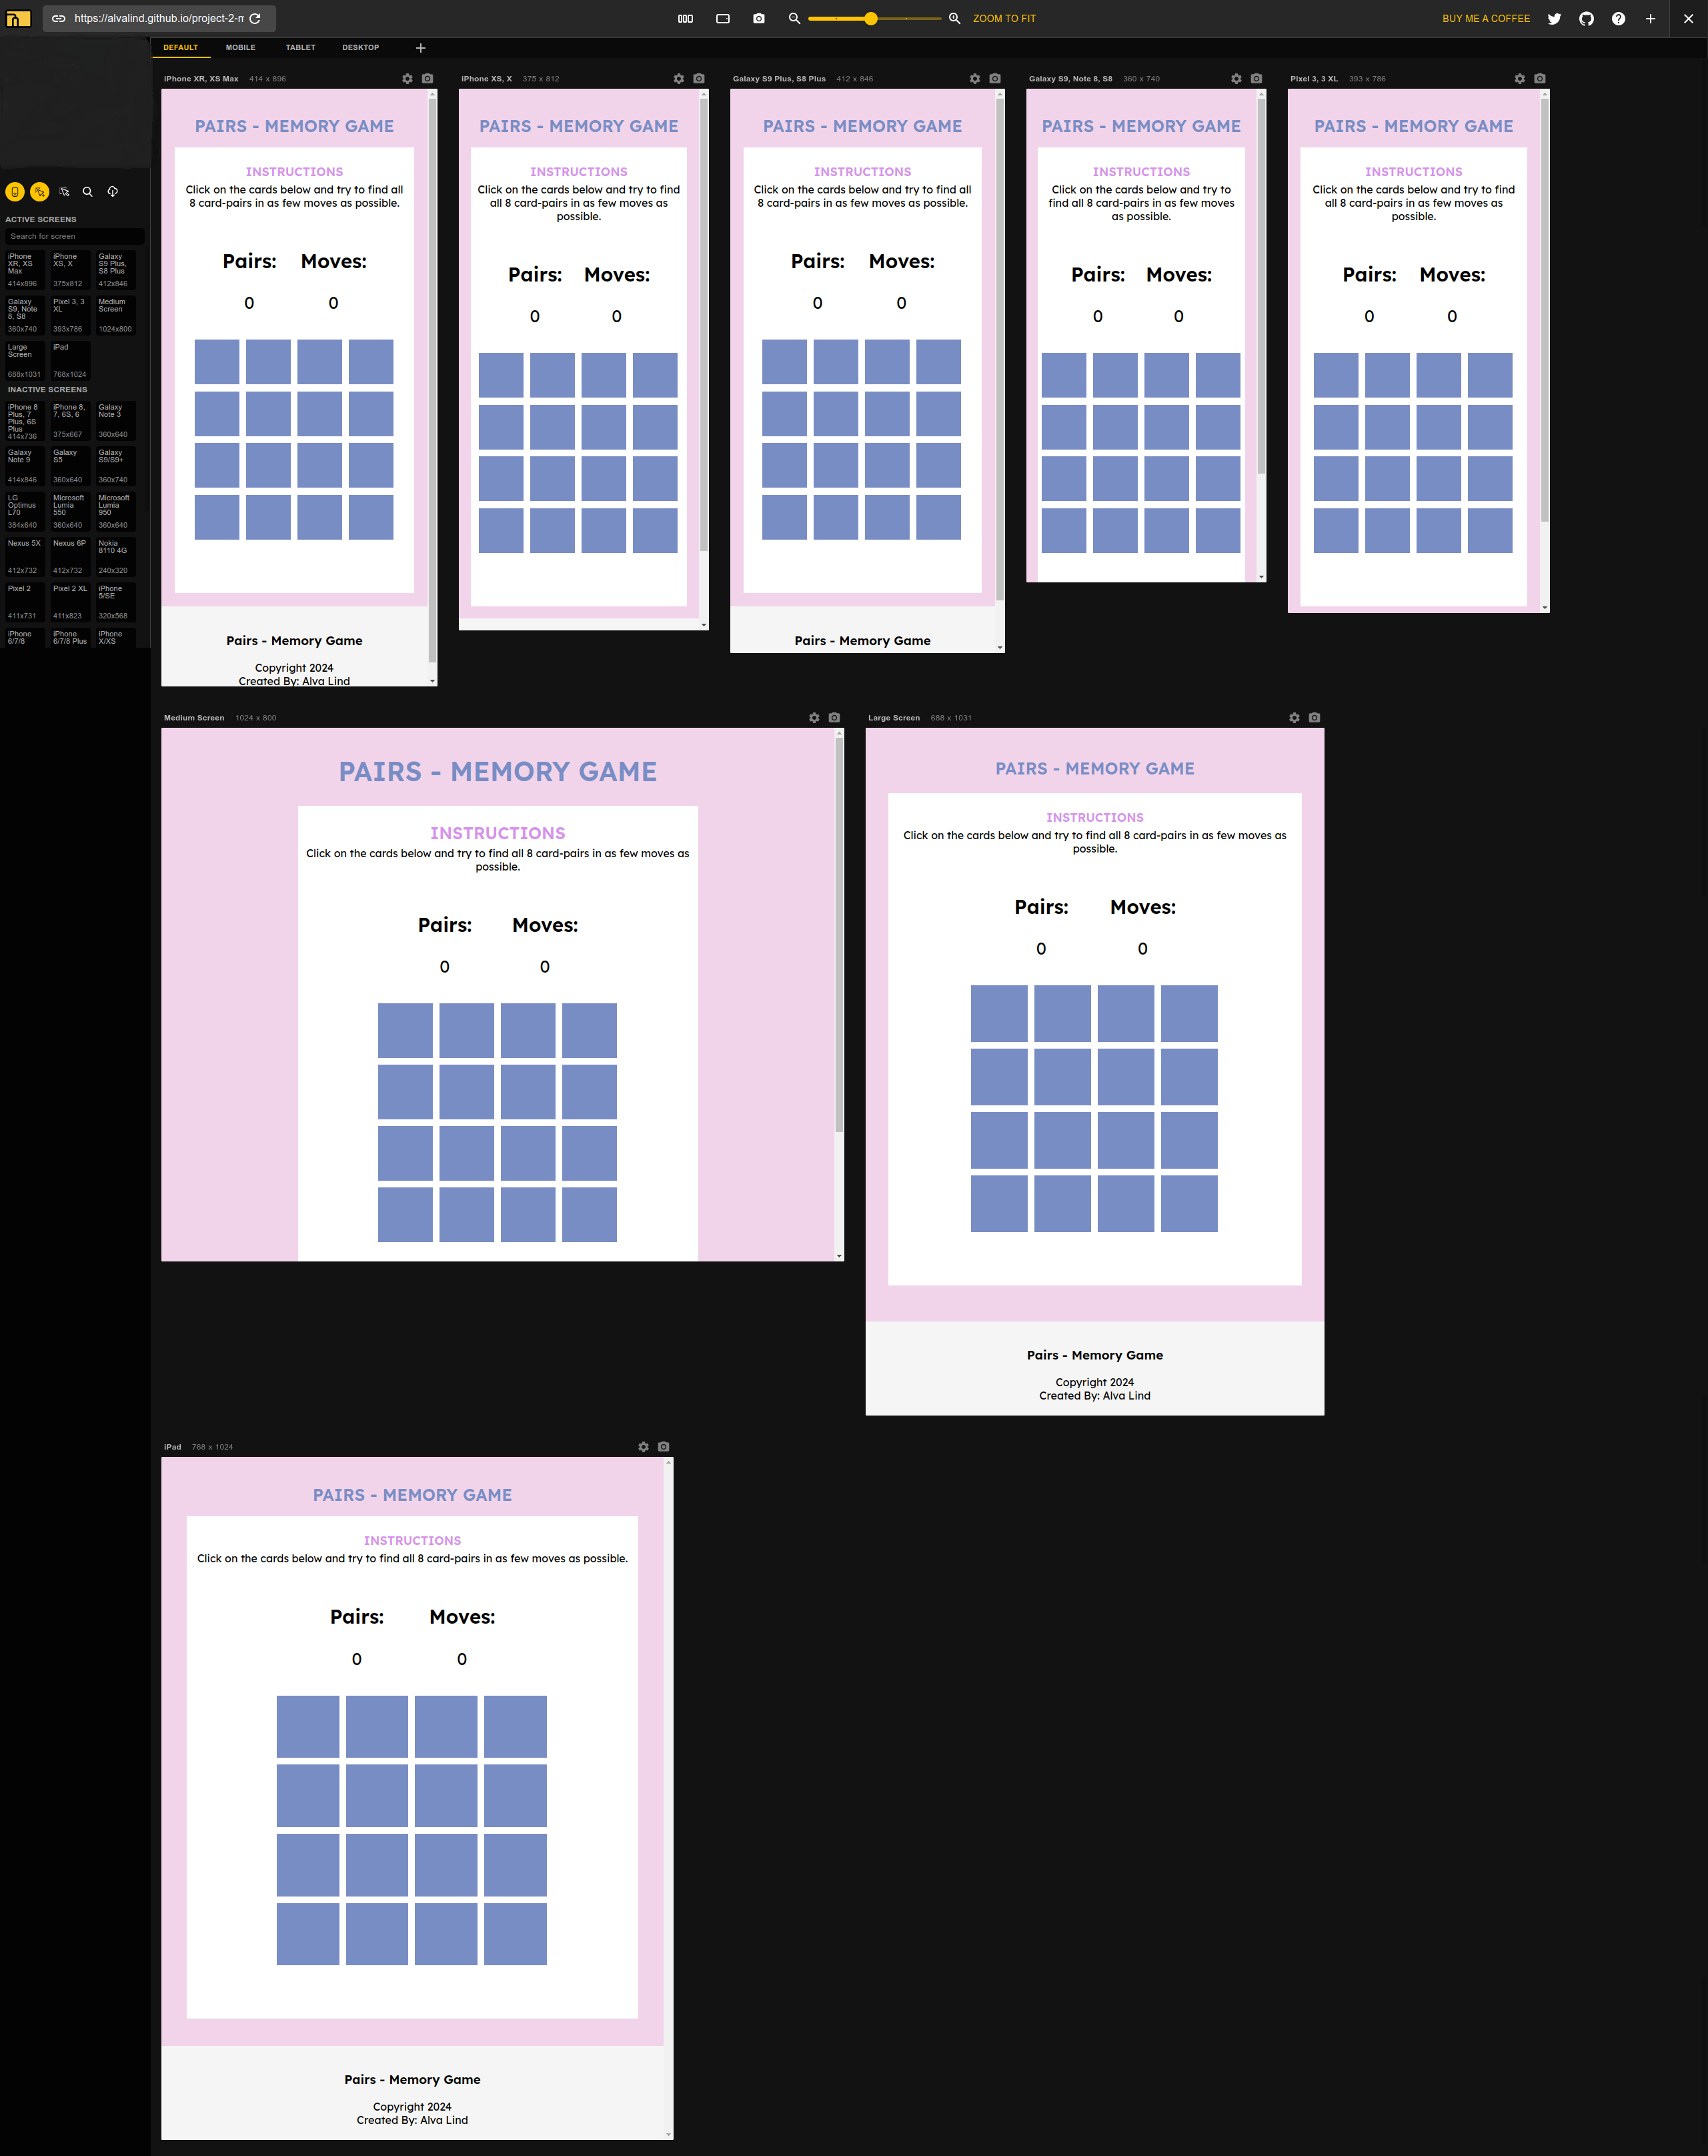 https://alvalind.github.io/project-2-m
ZOOM TO FIT
BUY ME A COFFEE
DEFAULT
MOBILE
TABLET
DESKTOP
ACTIVE SCREENS
Search for screen
iPhone
XR, XS
Max
414x896
iPhone
XS, X
375x812
Galaxy
S9 Plus,
S8 Plus
412x846
Galaxy
S9, Note
8, S8
360x740
Pixel 3, 3
XL
393x786
Medium
Screen
1024x800
Large
Screen
688x1031
iPad
768x1024
INACTIVE SCREENS
iPhone 8
Plus, 7
Plus, 6S
Plus
414x736
iPhone 8,
7, 6S, 6
375x667
Galaxy
Note 3
360x640
Galaxy
Note 9
414x846
Galaxy
S5
360x640
Galaxy
S9/S9+
360x740
LG
Optimus
L70
384x640
Microsoft
Lumia
550
360x640
Microsoft
Lumia
950
360x640
Nexus 5X
412x732
Nexus 6P
412x732
Nokia
8110 4G
240x320
Pixel 2
411x731
Pixel 2 XL
411x823
iPhone
5/SE
320x568
iPhone
6/7/8
iPhone
6/7/8 Plus
iPhone
X/XS
iPhone XR, XS Max 414 x 896
PAIRS - MEMORY GAME
INSTRUCTIONS
Click on the cards below and try to find all
8 card-pairs in as few moves as possible.
Pairs: Moves:
0 0
Pairs - Memory Game
Copyright 2024
Created By: Alva Lind
iPhone XS, X 375 x 812
PAIRS - MEMORY GAME
INSTRUCTIONS
Click on the cards below and try to find
all 8 card-pairs in as few moves as
possible.
Pairs: Moves:
0 0
Galaxy S9 Plus, S8 Plus 412 x 846
PAIRS - MEMORY GAME
INSTRUCTIONS
Click on the cards below and try to find all
8 card-pairs in as few moves as possible.
Pairs: Moves:
0 0
Pairs - Memory Game
Galaxy S9, Note 8, S8 360 x 740
PAIRS - MEMORY GAME
INSTRUCTIONS
Click on the cards below and try to
find all 8 card-pairs in as few moves
as possible.
Pairs: Moves:
0 0
Pixel 3, 3 XL 393 x 786
PAIRS - MEMORY GAME
INSTRUCTIONS
Click on the cards below and try to find
all 8 card-pairs in as few moves as
possible.
Pairs: Moves:
0 0
Medium Screen 1024 x 800
PAIRS - MEMORY GAME
INSTRUCTIONS
Click on the cards below and try to find all 8 card-pairs in as few moves as
possible.
Pairs: Moves:
0 0
Large Screen 688 x 1031
PAIRS - MEMORY GAME
INSTRUCTIONS
Click on the cards below and try to find all 8 card-pairs in as few moves as
possible.
Pairs: Moves:
0 0
Pairs - Memory Game
Copyright 2024
Created By: Alva Lind
iPad 768 x 1024
PAIRS - MEMORY GAME
INSTRUCTIONS
Click on the cards below and try to find all 8 card-pairs in as few moves as possible.
Pairs: Moves:
0 0
Pairs - Memory Game
Copyright 2024
Created By: Alva Lind